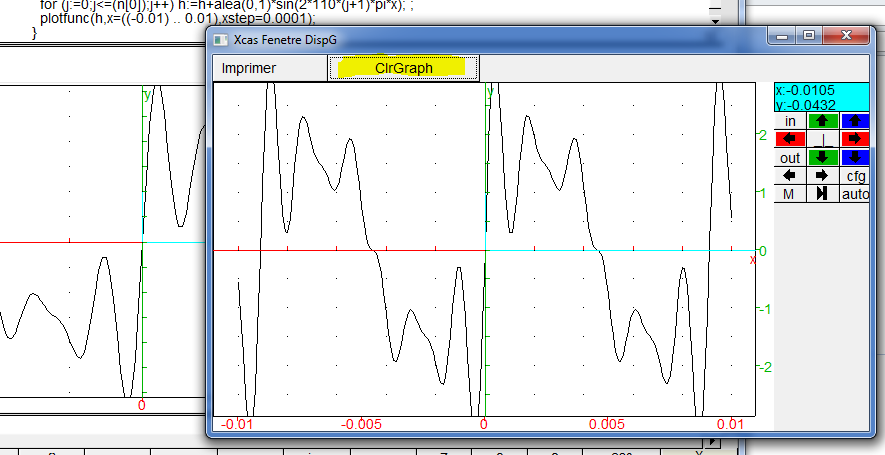 for (j:=0;j<=(n[0]);j++) h:=h+alea(0,1)*sin(2*110*(j+1)*pi*x); ;
plotfunc(h,x=((-0.01) .. 0.01),xstep=0.0001);
}
Xcas Fenetre DispG
Imprimer ClrGraph
y
0
y
2
1
0
x
-1
-2
-0.01 -0.005 0 0.005 0.01
x:-0.0105
y:-0.0432
in
_|_
out
cfg
M auto